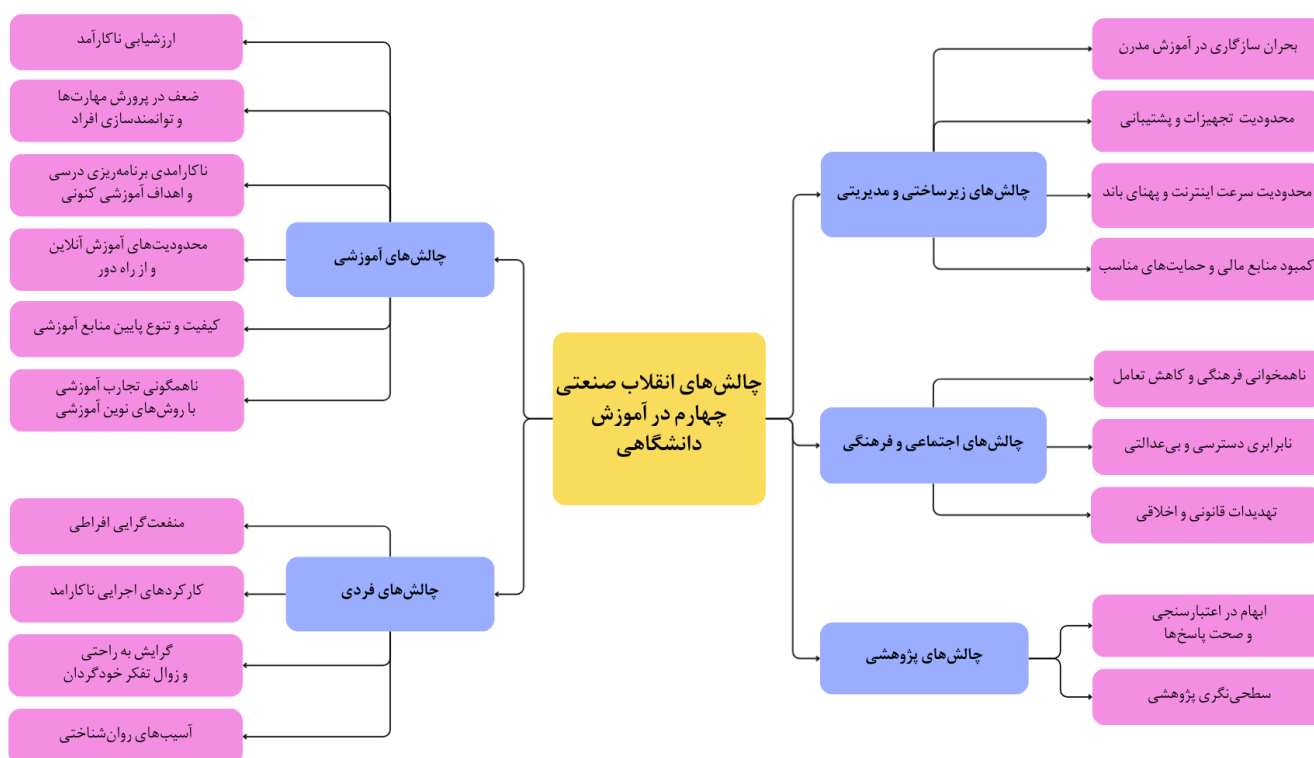 چالش‌های انقلاب صنعتی
چهارم در آموزش
دانشگاهی
چالش‌های زیرساختی و مدیریتی
بحران سازگاری در آموزش مدرن
محدودیت تجهیزات و پشتیبانی
محدودیت سرعت اینترنت و پهنای باند
کمبود منابع مالی و حمایت‌های مناسب
چالش‌های اجتماعی و فرهنگی
ناهمخوانی فرهنگی و کاهش تعامل
نابرابری دسترسی و بی‌عدالتی
تهدیدات قانونی و اخلاقی
چالش‌های پژوهشی
ابهام در اعتبارسنجی
و صحت پاسخ‌ها
سطحی‌نگری پژوهشی
چالش‌های آموزشی
ارزشیابی ناکارآمد
ضعف در پرورش مهارت‌ها
و توانمندسازی افراد
ناکارامدی برنامه‌ریزی درسی
و اهداف آموزشی کنونی
محدودیت‌های آموزش آنلاین
و از راه دور
کیفیت و تنوع پایین منابع آموزشی
ناهمگونی تجارب آموزشی
با روش‌های نوین آموزشی
چالش‌های فردی
منفعت‌گرایی افراطی
کارکردهای اجرایی ناکارامد
گرایش به راحتی
و زوال تفکر خودگردان
آسیب‌های روان‌شناختی